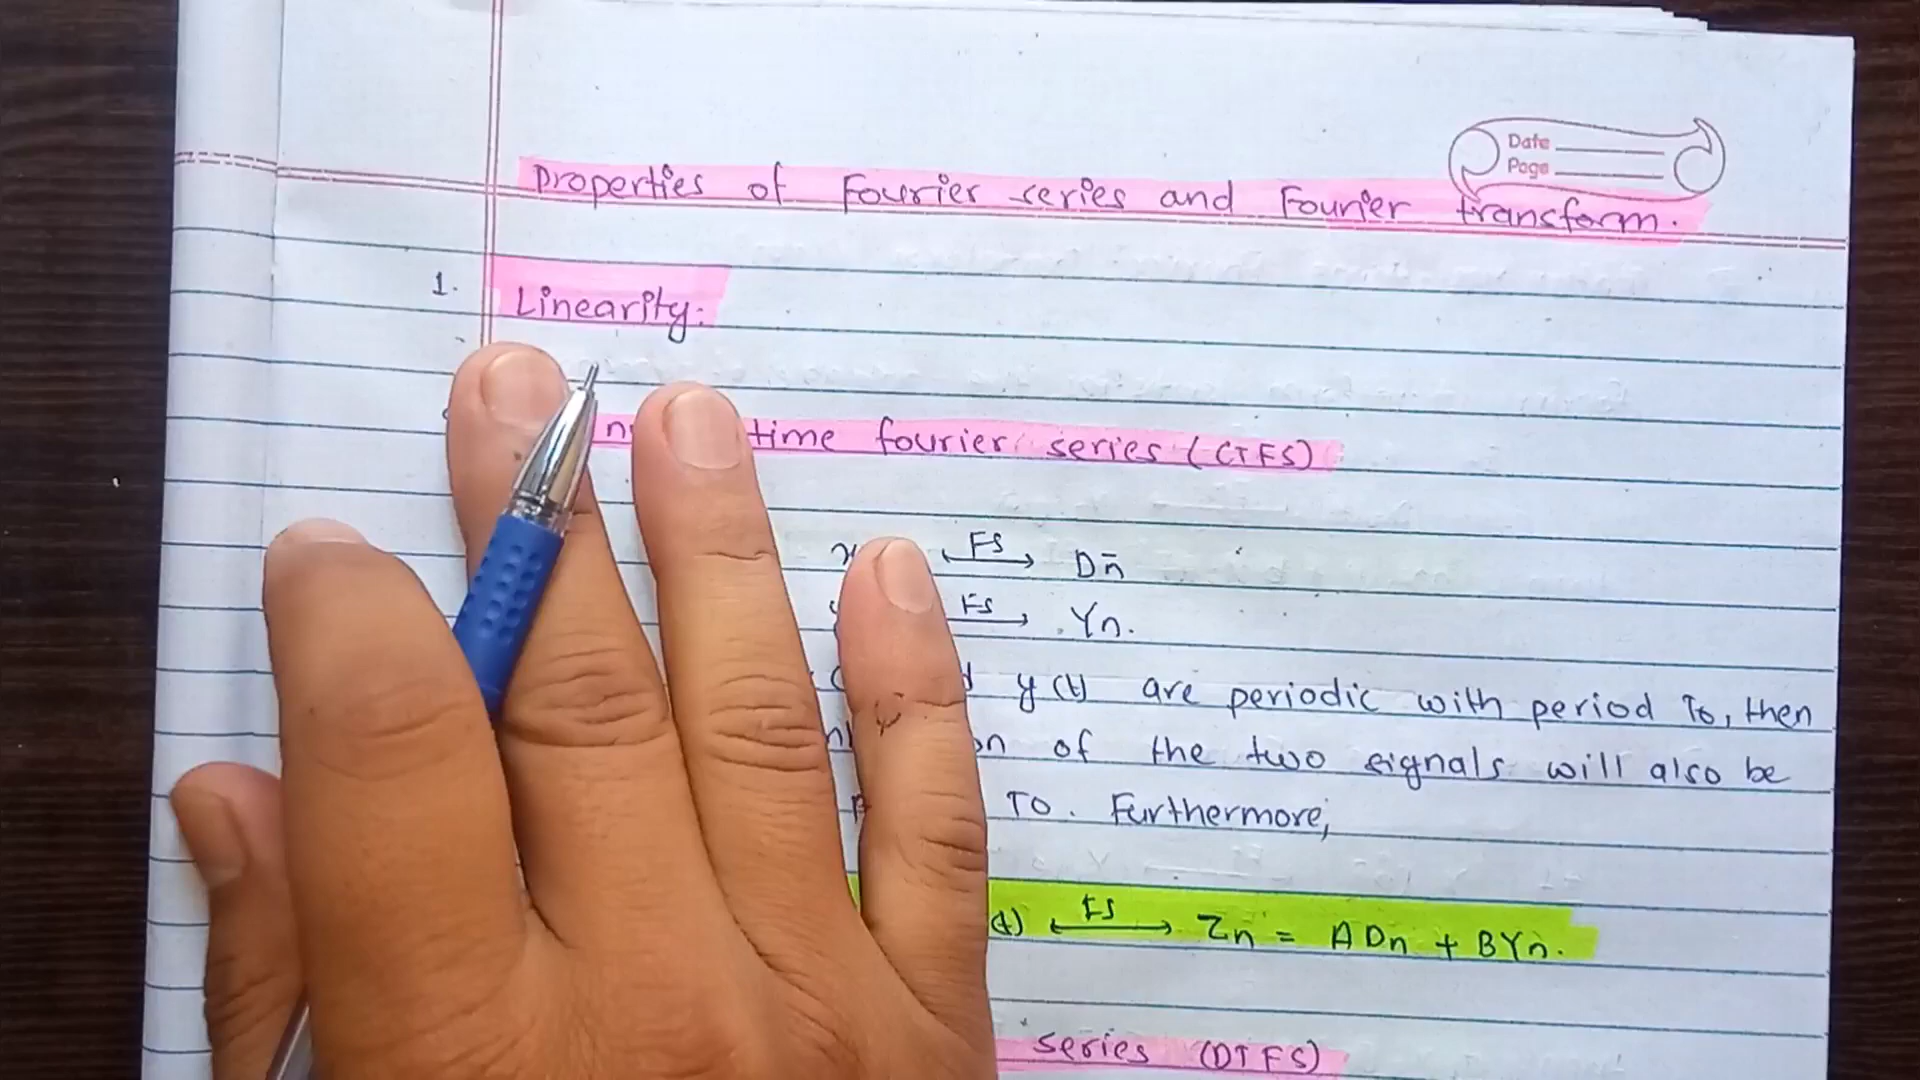 Date
Page
Properties of Fourier series and Fourier transform.
1. Linearity:
time fourier series (CTFS)
FS Dn
FS Yn.
y(t) are periodic with period To, then
of the two signals will also be
TO. Furthermore,
(t) FS Zn = ADn + BYn.
series (DTFS)